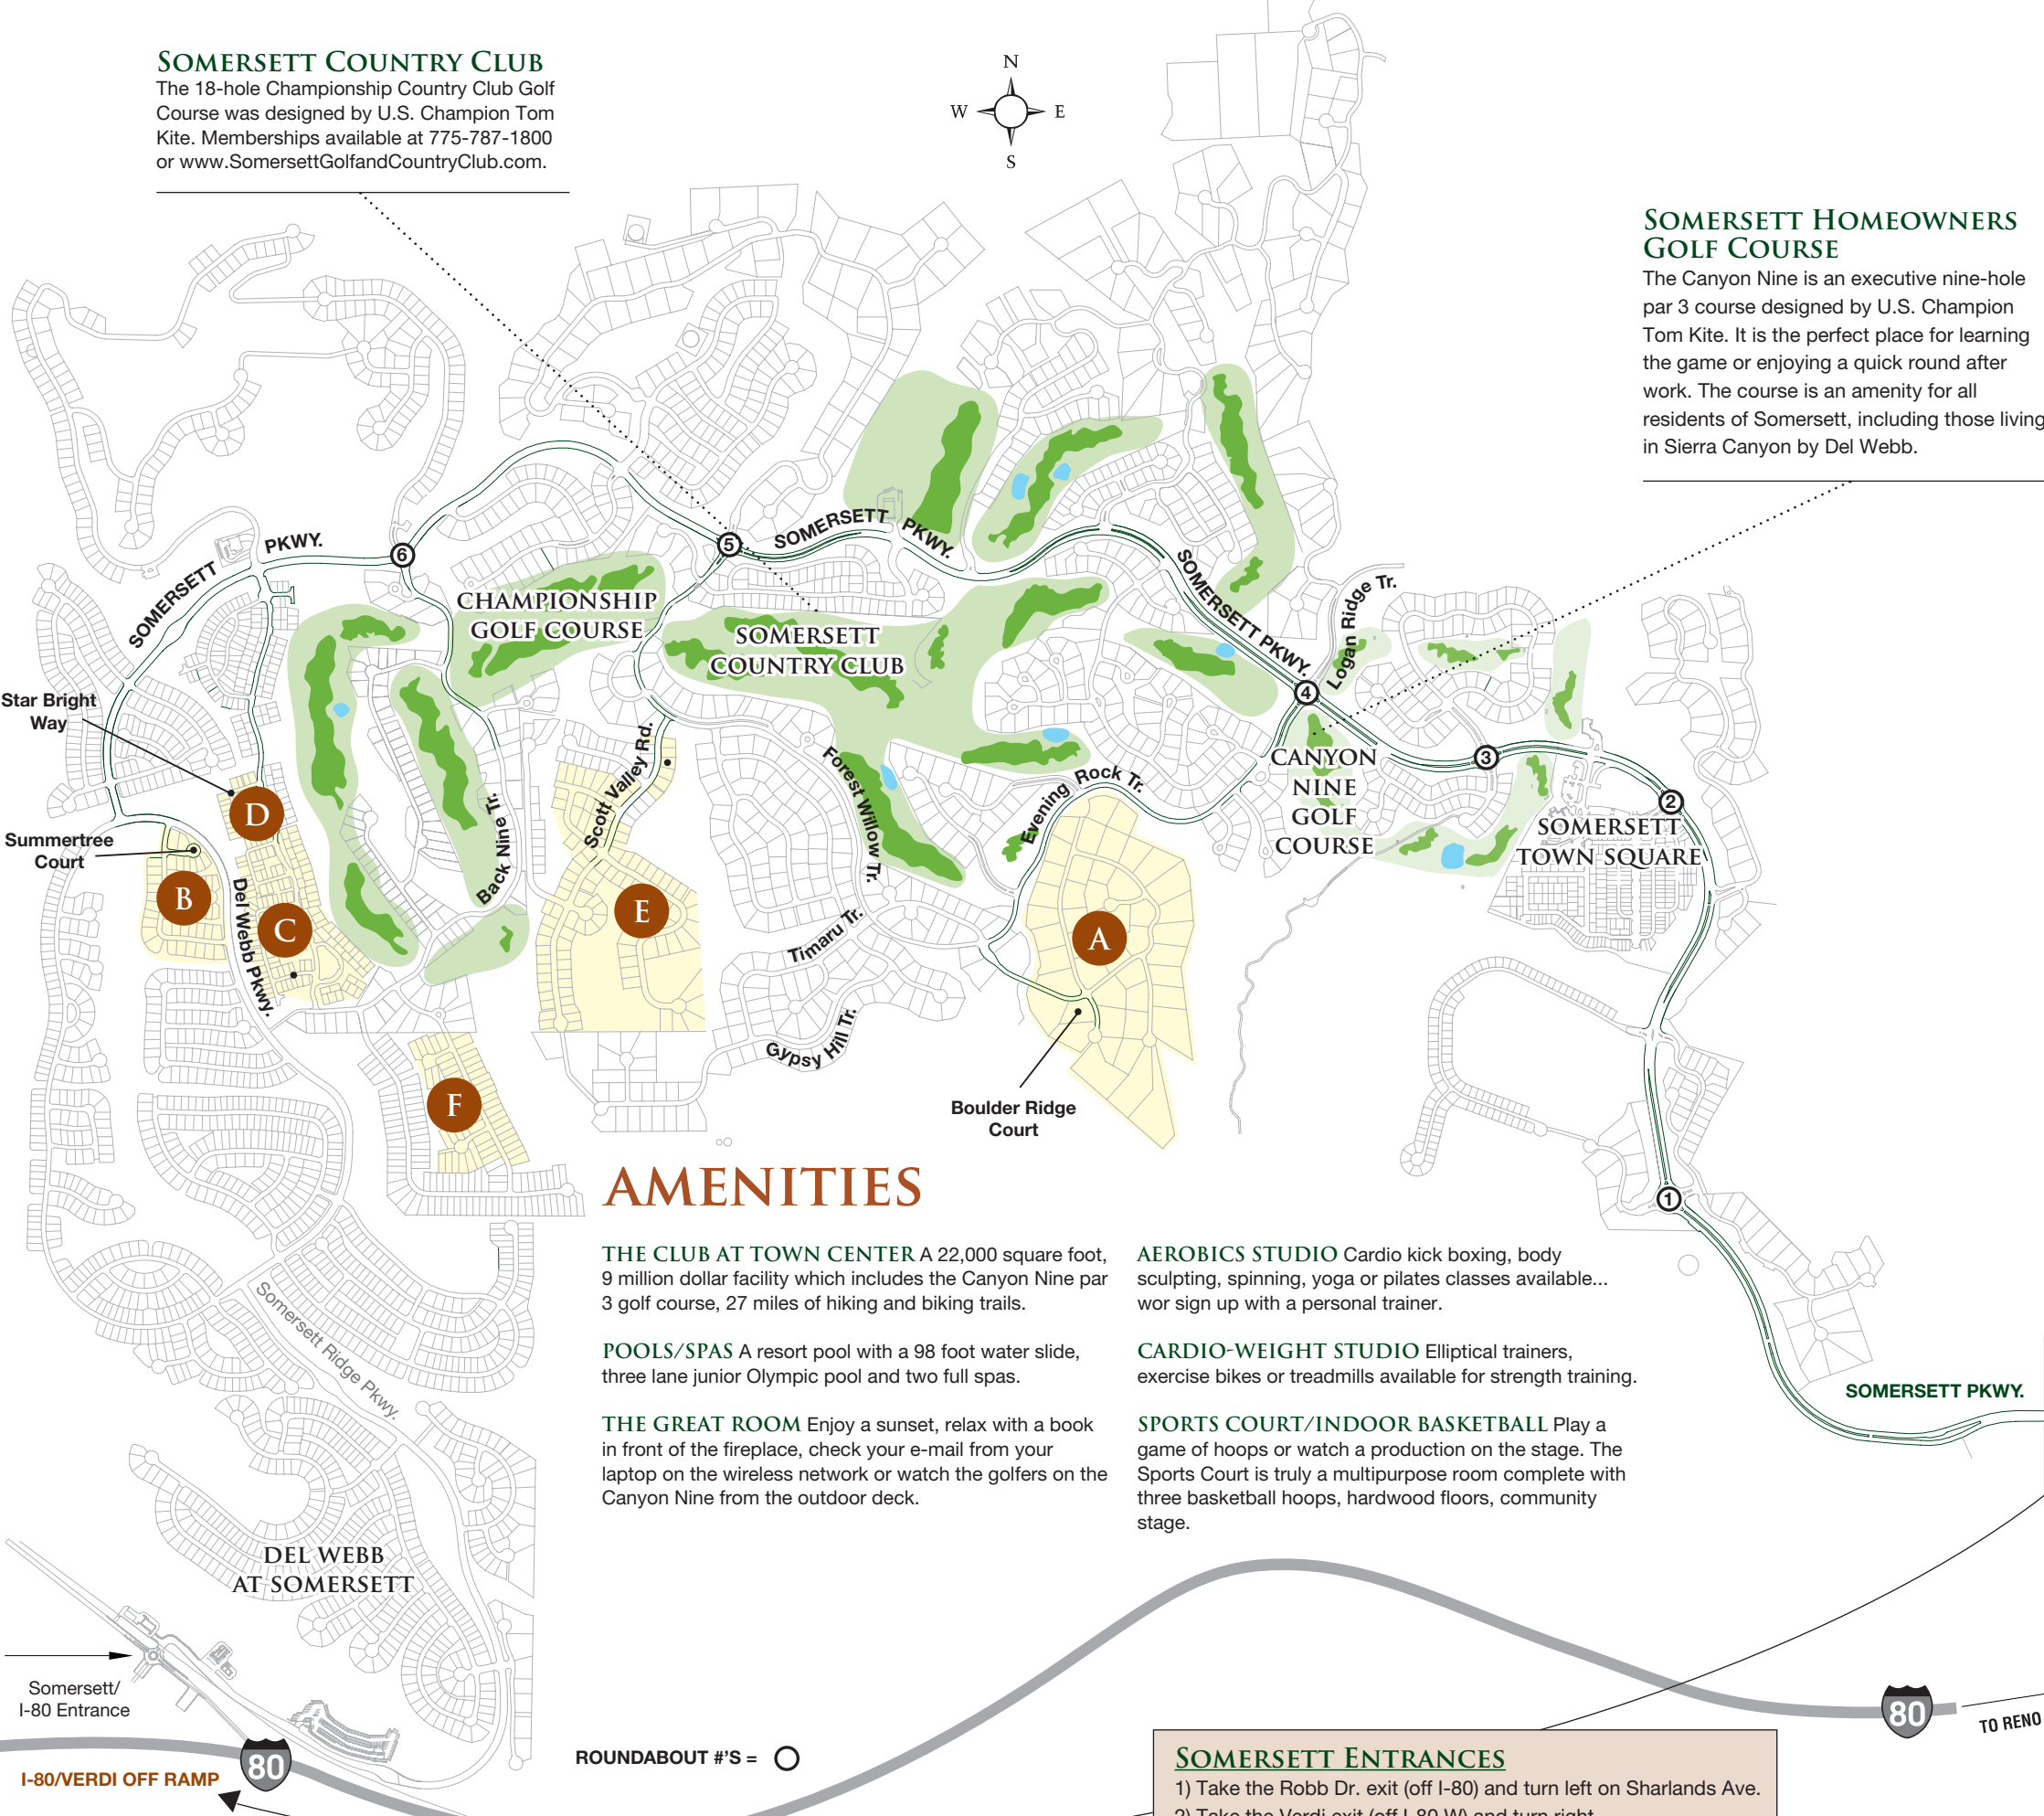 SOMERSETT COUNTRY CLUB
The 18-hole Championship Country Club Golf
Course was designed by U.S. Champion Tom
Kite. Memberships available at 775-787-1800
or www.SomersettGolfandCountryClub.com.
N
W
E
S
SOMERSETT HOMEOWNERS
GOLF COURSE
The Canyon Nine is an executive nine-hole
par 3 course designed by U.S. Champion
Tom Kite. It is the perfect place for learning
the game or enjoying a quick round after
work. The course is an amenity for all
residents of Somersett, including those living
in Sierra Canyon by Del Webb.
SOMERSETT PKWY.
6
5
SOMERSETT PKWY.
SOMERSETT PKWY.
Logan Ridge Tr.
4
3
2
1
CHAMPIONSHIP
GOLF COURSE
SOMERSETT
COUNTRY CLUB
CANYON
NINE
GOLF
COURSE
SOMERSETT
TOWN SQUARE
Star Bright
Way
Summertree
Court
D
B
C
E
A
F
Del Webb Pkwy.
Back Nine Tr.
Scott Valley Rd.
Forest Willow Tr.
Evening Rock Tr.
Timaru Tr.
Gypsy Hill Tr.
Boulder Ridge
Court
AMENITIES
THE CLUB AT TOWN CENTER A 22,000 square foot,
9 million dollar facility which includes the Canyon Nine par
3 golf course, 27 miles of hiking and biking trails.
POOLS/SPAS A resort pool with a 98 foot water slide,
three lane junior Olympic pool and two full spas.
THE GREAT ROOM Enjoy a sunset, relax with a book
in front of the fireplace, check your e-mail from your
laptop on the wireless network or watch the golfers on the
Canyon Nine from the outdoor deck.
AEROBICS STUDIO Cardio kick boxing, body
sculpting, spinning, yoga or pilates classes available...
wor sign up with a personal trainer.
CARDIO-WEIGHT STUDIO Elliptical trainers,
exercise bikes or treadmills available for strength training.
SPORTS COURT/INDOOR BASKETBALL Play a
game of hoops or watch a production on the stage. The
Sports Court is truly a multipurpose room complete with
three basketball hoops, hardwood floors, community
stage.
SOMERSETT PKWY.
Somersett Ridge Pkwy.
DEL WEBB
AT SOMERSETT
Somersett/
I-80 Entrance
80
I-80/VERDI OFF RAMP
ROUNDABOUT #'S =
80
TO RENO
SOMERSETT ENTRANCES
1) Take the Robb Dr. exit (off I-80) and turn left on Sharlands Ave.
2) Take the Verdi exit (off I-80 W) and turn right